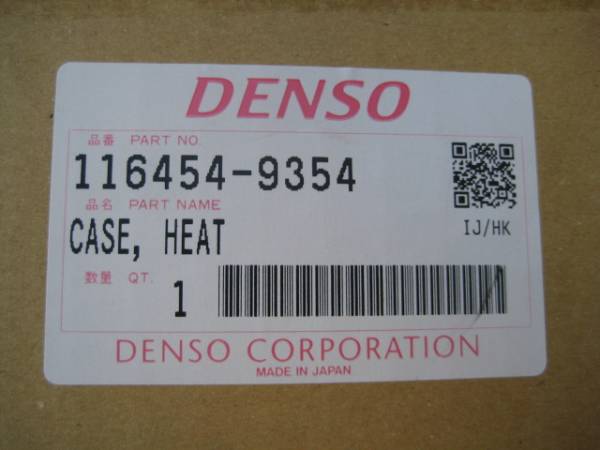 DENSO
品番 PART NO.
116454-9354
品名 PART NAME
CASE, HEAT
IJ/HK
数量 QT.
1
DENSO CORPORATION
MADE IN JAPAN